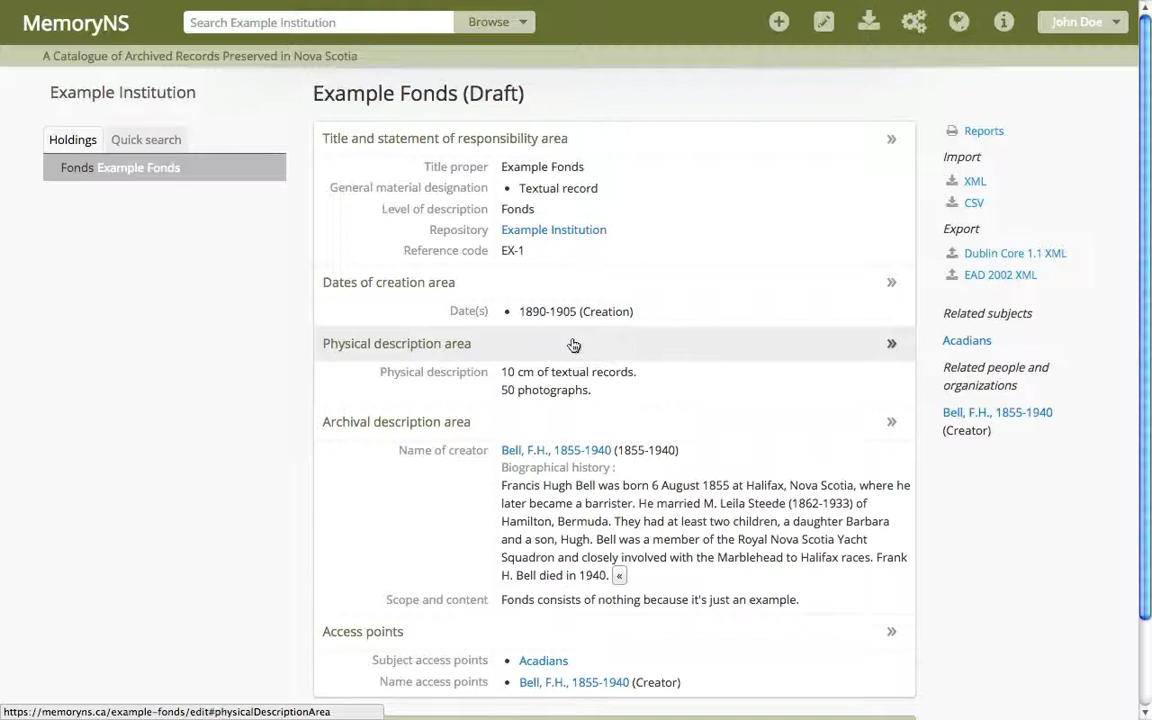 MemoryNS
Search Example Institution
Browse
John Doe
A Catalogue of Archived Records Preserved in Nova Scotia
Example Institution
Holdings
Quick search
Fonds Example Fonds
Example Fonds (Draft)
Title and statement of responsibility area »
Title proper Example Fonds
General material designation • Textual record
Level of description Fonds
Repository Example Institution
Reference code EX-1
Dates of creation area »
Date(s) • 1890-1905 (Creation)
Physical description area »
Physical description 10 cm of textual records.
50 photographs.
Archival description area »
Name of creator Bell, F.H., 1855-1940 (1855-1940)
Biographical history :
Francis Hugh Bell was born 6 August 1855 at Halifax, Nova Scotia, where he
later became a barrister. He married M. Leila Steede (1862-1933) of
Hamilton, Bermuda. They had at least two children, a daughter Barbara
and a son, Hugh. Bell was a member of the Royal Nova Scotia Yacht
Squadron and closely involved with the Marblehead to Halifax races. Frank
H. Bell died in 1940. «
Scope and content Fonds consists of nothing because it's just an example.
Access points »
Subject access points • Acadians
Name access points • Bell, F.H., 1855-1940 (Creator)
Reports
Import
XML
CSV
Export
Dublin Core 1.1 XML
EAD 2002 XML
Related subjects
Acadians
Related people and
organizations
Bell, F.H., 1855-1940
(Creator)
https://memoryns.ca/example-fonds/edit#physicalDescriptionArea